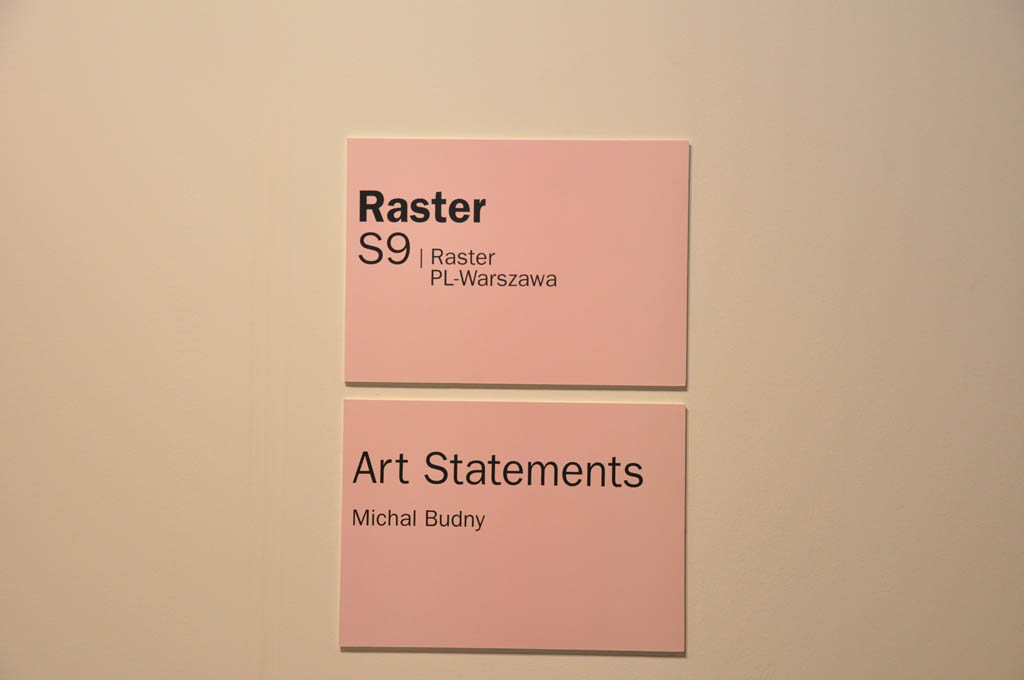 Raster
S9 | Raster
PL-Warszawa
Art Statements
Michal Budny